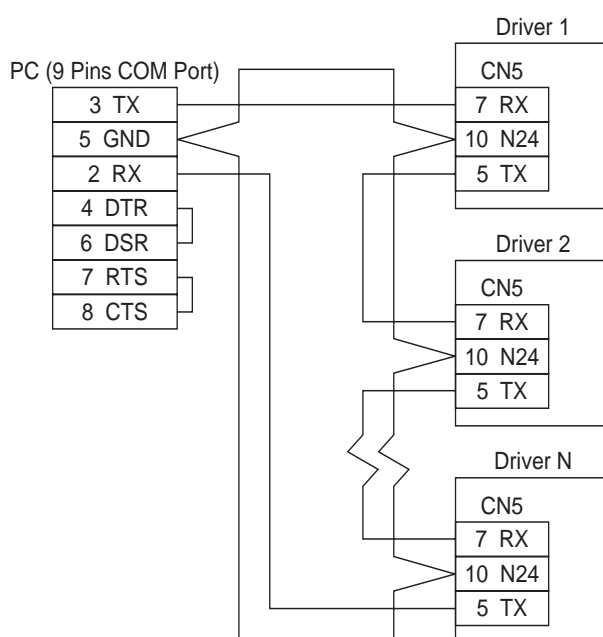 PC (9 Pins COM Port)
3 TX
5 GND
2 RX
4 DTR
6 DSR
7 RTS
8 CTS
Driver 1
CN5
7 RX
10 N24
5 TX
Driver 2
CN5
7 RX
10 N24
5 TX
Driver N
CN5
7 RX
10 N24
5 TX